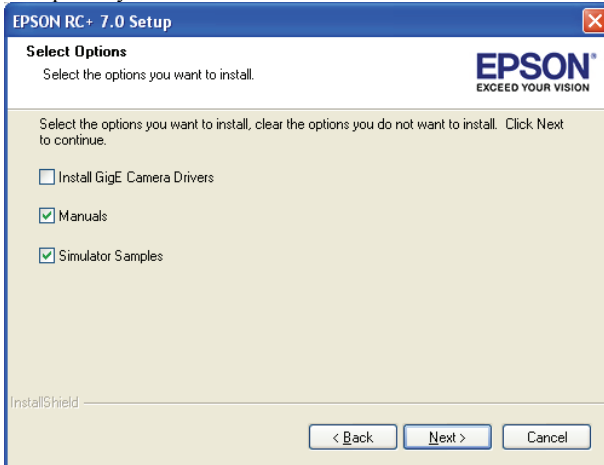 EPSON RC+ 7.0 Setup
Select Options
Select the options you want to install.
EPSON®
EXCEED YOUR VISION
Select the options you want to install, clear the options you do not want to install. Click Next
to continue.
Install GigE Camera Drivers
Manuals
Simulator Samples
InstallShield
< Back
Next >
Cancel